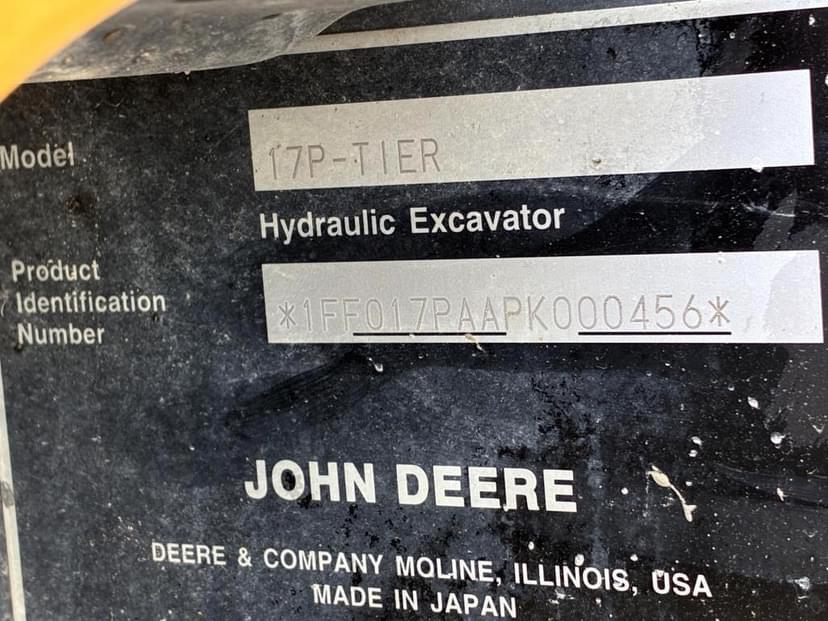 Model
17P-TIER
Hydraulic Excavator
Product
Identification
Number
*1FF017PAAPK000456*
JOHN DEERE
DEERE & COMPANY MOLINE, ILLINOIS, USA
MADE IN JAPAN